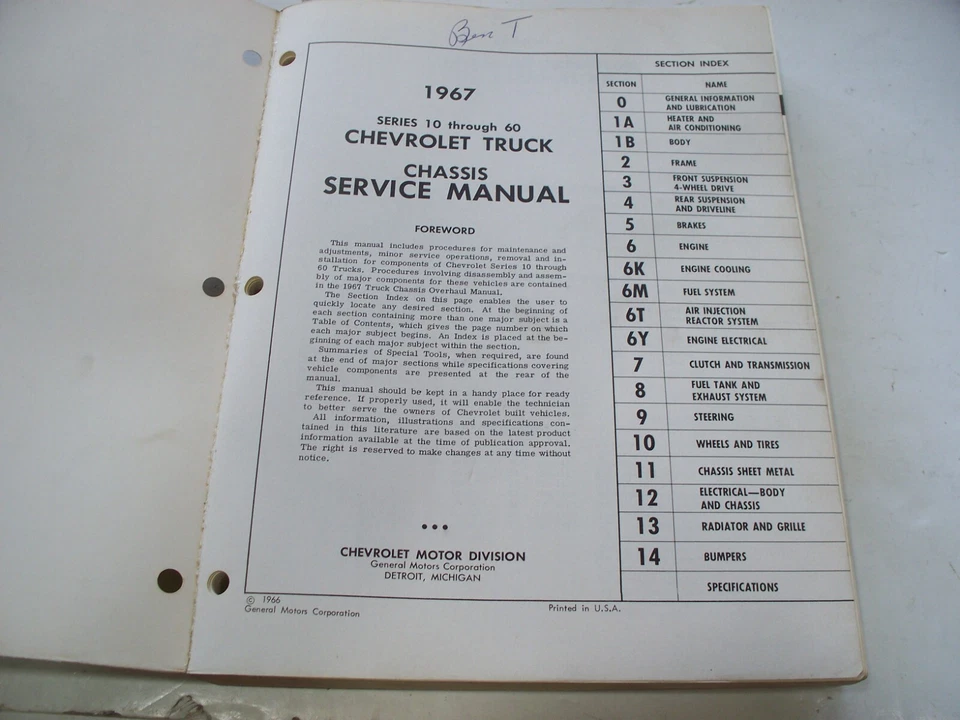 Ben T
1967
SERIES 10 through 60
CHEVROLET TRUCK
CHASSIS
SERVICE MANUAL
FOREWORD
This manual includes procedures for maintenance and
adjustments, minor service operations, removal and in-
stallation for components of Chevrolet Series 10 through
60 Trucks. Procedures involving disassembly and assem-
bly of major components for these vehicles are contained
in the 1967 Truck Chassis Overhaul Manual.
The Section Index on this page enables the user to
quickly locate any desired section. At the beginning of
each section containing more than one major subject is a
Table of Contents, which gives the page number on which
each major subject begins. An Index is placed at the be-
ginning of each major subject within the section.
Summaries of Special Tools, when required, are found
at the end of major sections while specifications covering
vehicle components are presented at the rear of the
manual.
This manual should be kept in a handy place for ready
reference. If properly used, it will enable the technician
to better serve the owners of Chevrolet built vehicles.
All information, illustrations and specifications con-
tained in this literature are based on the latest product
information available at the time of publication approval.
The right is reserved to make changes at any time without
notice.
CHEVROLET MOTOR DIVISION
General Motors Corporation
DETROIT, MICHIGAN
© 1966
General Motors Corporation
Printed in U.S.A.
SECTION INDEX
SECTION NAME
0 GENERAL INFORMATION
AND LUBRICATION
1A HEATER AND
AIR CONDITIONING
1B BODY
2 FRAME
3 FRONT SUSPENSION
4-WHEEL DRIVE
4 REAR SUSPENSION
AND DRIVELINE
5 BRAKES
6 ENGINE
6K ENGINE COOLING
6M FUEL SYSTEM
6T AIR INJECTION
REACTOR SYSTEM
6Y ENGINE ELECTRICAL
7 CLUTCH AND TRANSMISSION
8 FUEL TANK AND
EXHAUST SYSTEM
9 STEERING
10 WHEELS AND TIRES
11 CHASSIS SHEET METAL
12 ELECTRICAL—BODY
AND CHASSIS
13 RADIATOR AND GRILLE
14 BUMPERS
SPECIFICATIONS